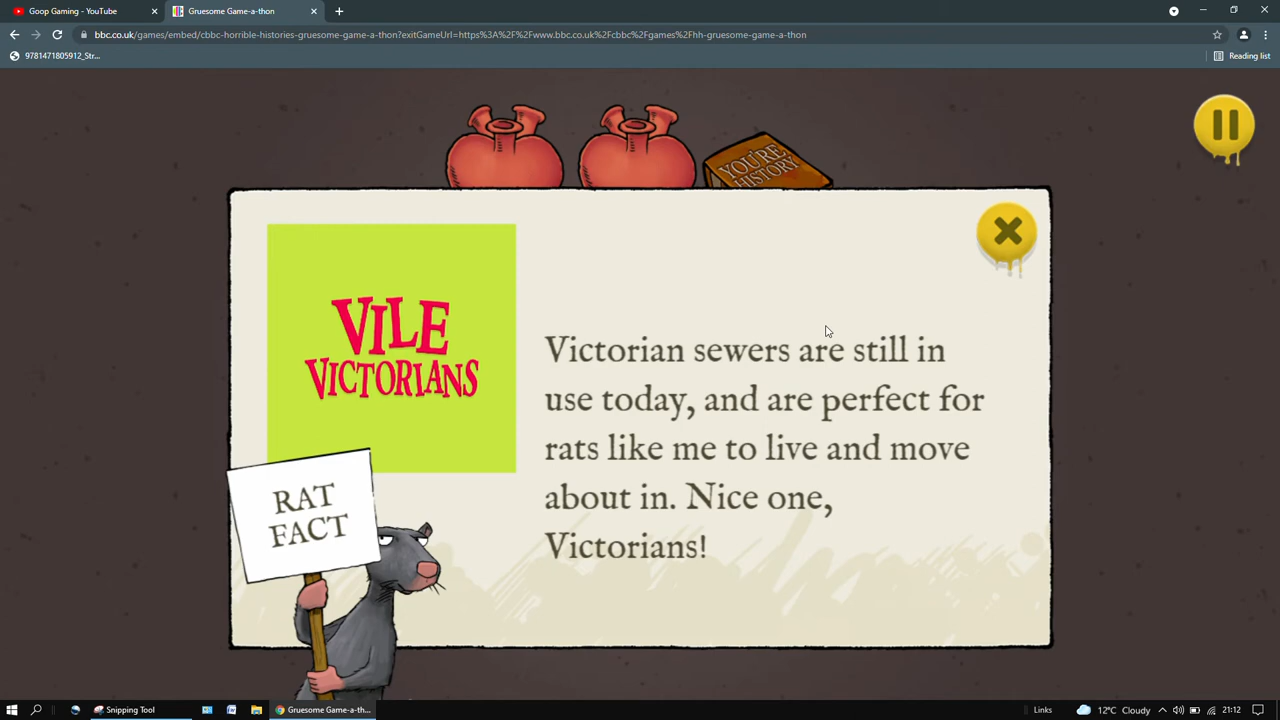 Goop Gaming - YouTube
Gruesome Game-a-thon
bbc.co.uk/games/embed/cbbc-horrible-histories-gruesome-game-a-thon?exitGameUrl=https%3A%2F%2Fwww.bbc.co.uk%2Fcbbc%2Fgames%2Fhh-gruesome-game-a-thon
9781471805912_Str...
Reading list
YOU'RE
HISTORY
VILE
VICTORIANS
Victorian sewers are still in
use today, and are perfect for
rats like me to live and move
about in. Nice one,
Victorians!
RAT
FACT
Snipping Tool
Gruesome Game-a-th...
Links
12°C Cloudy
21:12